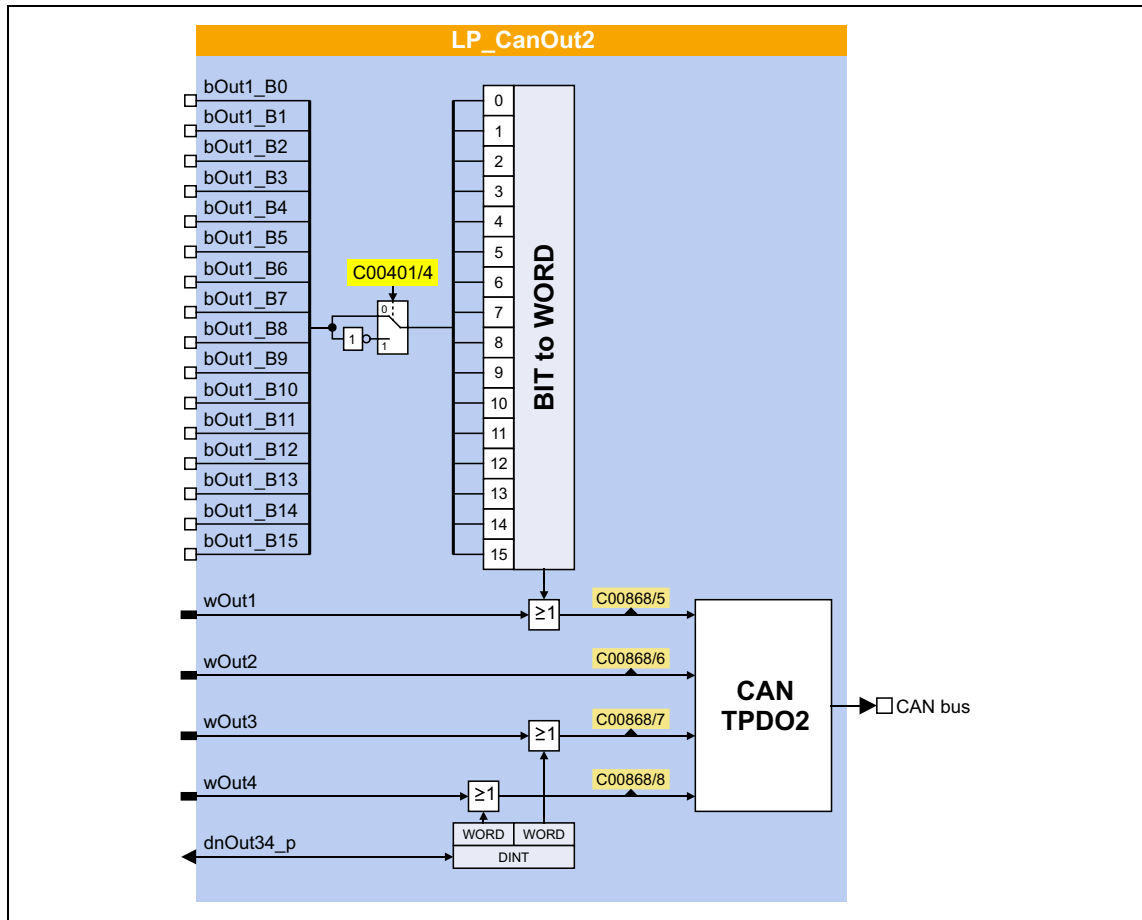 LP_CanOut2
bOut1_B0
bOut1_B1
bOut1_B2
bOut1_B3
bOut1_B4
bOut1_B5
bOut1_B6
bOut1_B7
bOut1_B8
bOut1_B9
bOut1_B10
bOut1_B11
bOut1_B12
bOut1_B13
bOut1_B14
bOut1_B15
C00401/4
0
1
1
0
1
2
3
4
5
6
7
8
9
10
11
12
13
14
15
BIT to WORD
wOut1
≥1
C00868/5
wOut2
C00868/6
wOut3
≥1
C00868/7
wOut4
≥1
C00868/8
CAN
TPDO2
CAN bus
dnOut34_p
WORD WORD
DINT